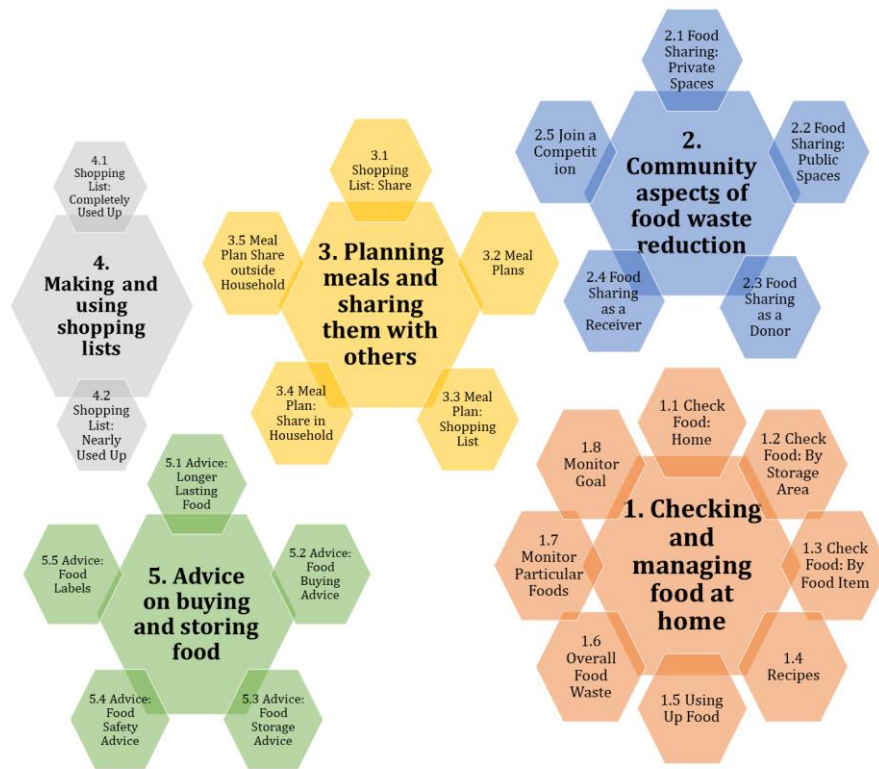 2.1 Food
Sharing:
Private
Spaces
2.5 Join a
Competit
ion
2.
Community
aspects of
food waste
reduction
2.2 Food
Sharing:
Public
Spaces
2.4 Food
Sharing
as a
Receiver
2.3 Food
Sharing
as a
Donor
4.1
Shopping
List:
Completely
Used Up
4.
Making and
using
shopping
lists
4.2
Shopping
List:
Nearly
Used Up
3.1
Shopping
List: Share
3.5 Meal
Plan Share
outside
Household
3. Planning
meals and
sharing
them with
others
3.2 Meal
Plans
3.4 Meal
Plan:
Share in
Household
3.3 Meal
Plan:
Shopping
List
5.1 Advice:
Longer
Lasting
Food
5.5 Advice:
Food
Labels
5. Advice
on buying
and storing
food
5.2 Advice:
Food
Buying
Advice
5.4 Advice:
Food
Safety
Advice
5.3 Advice:
Food
Storage
Advice
1.1 Check
Food:
Home
1.8
Monitor
Goal
1.2 Check
Food: By
Storage
Area
1.7
Monitor
Particular
Foods
1. Checking
and
managing
food at
home
1.3 Check
Food: By
Food Item
1.6
Overall
Food
Waste
1.5 Using
Up Food
1.4
Recipes